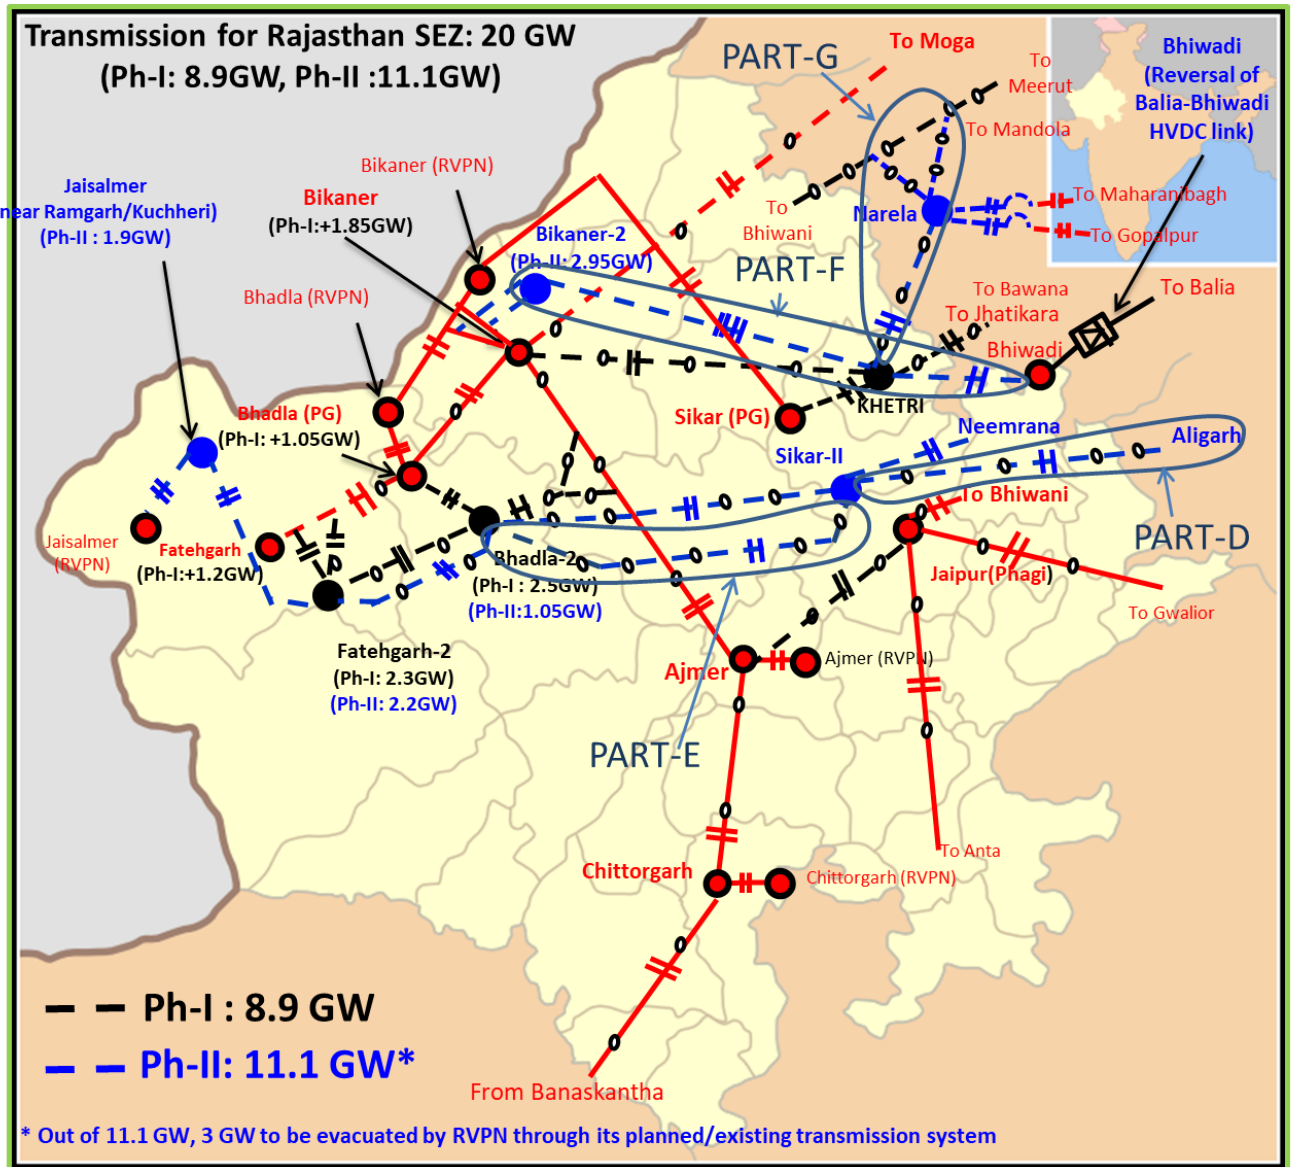 Transmission for Rajasthan SEZ: 20 GW
(Ph-I: 8.9GW, Ph-II :11.1GW)
PART-G
To Moga
To
Meerut
To Mandola
Bhiwadi
(Reversal of
Balia-Bhiwadi
HVDC link)
Bikaner (RVPN)
Jaisalmer
near Ramgarh/Kuchheri)
(Ph-II : 1.9GW)
Bikaner
(Ph-I:+1.85GW)
To
Bhiwani
Narela
To Maharanibagh
To Gopalpur
Bikaner-2
(Ph-II: 2.95GW)
PART-F
Bhadla (RVPN)
To Bawana
To Jhatikara
To Balia
Bhiwadi
KHETRI
Sikar (PG)
Bhadla (PG)
(Ph-I: +1.05GW)
Neemrana
Aligarh
Sikar-II
To Bhiwani
PART-D
Jaisalmer
(RVPN)
Fatehgarh
(Ph-I:+1.2GW)
Bhadla-2
(Ph-I : 2.5GW)
(Ph-II:1.05GW)
Jaipur(Phagi)
To Gwalior
Fatehgarh-2
(Ph-I: 2.3GW)
(Ph-II: 2.2GW)
Ajmer
Ajmer (RVPN)
PART-E
To Anta
Chittorgarh
Chittorgarh (RVPN)
Ph-I : 8.9 GW
Ph-II: 11.1 GW*
From Banaskantha
* Out of 11.1 GW, 3 GW to be evacuated by RVPN through its planned/existing transmission system